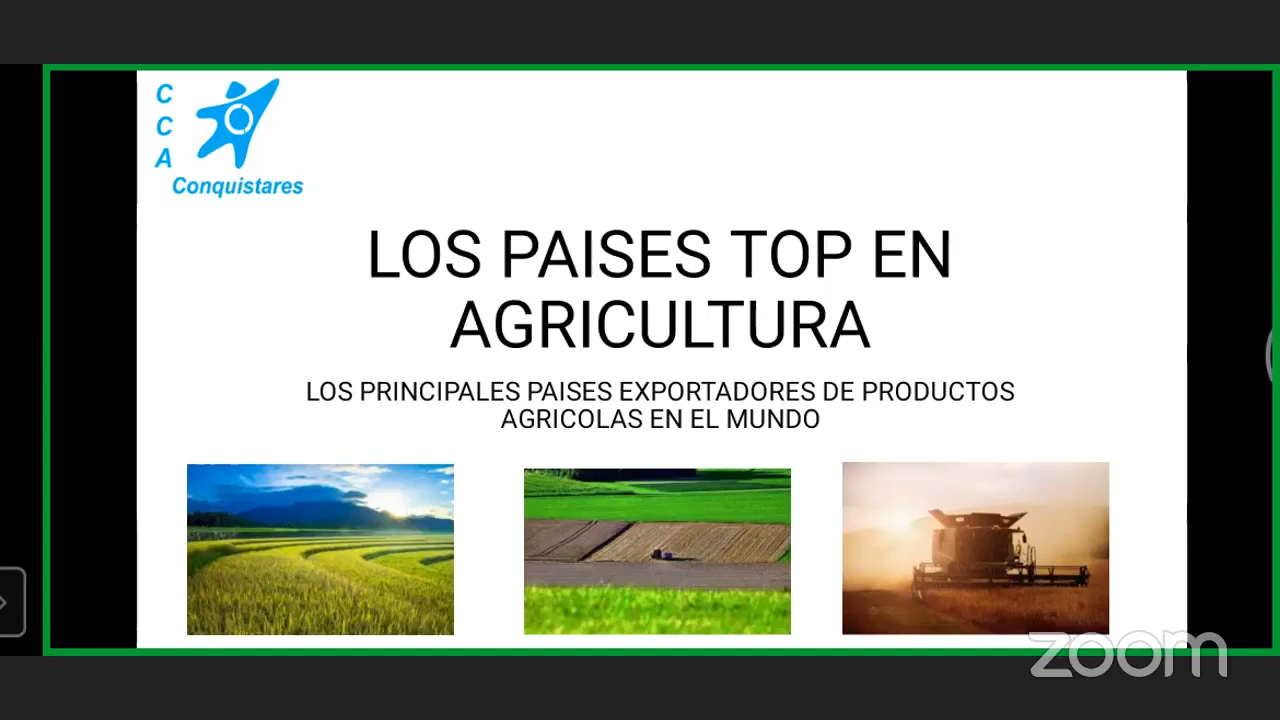 C
C
A
Conquistares
LOS PAISES TOP EN
AGRICULTURA
LOS PRINCIPALES PAISES EXPORTADORES DE PRODUCTOS
AGRICOLAS EN EL MUNDO
zoom